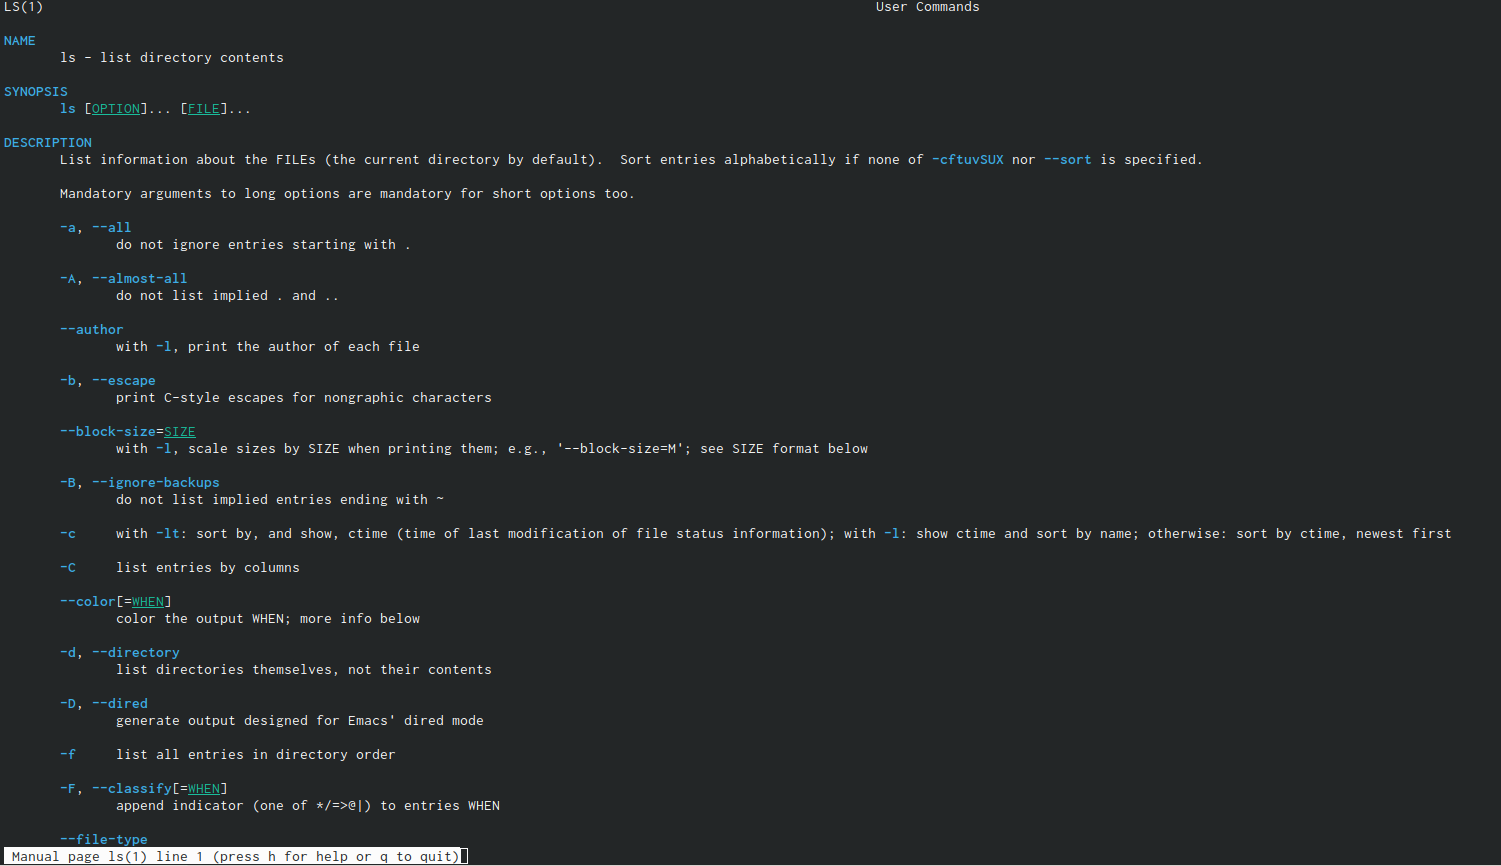 LS(1) User Commands
NAME
ls - list directory contents
SYNOPSIS
ls [OPTION]... [FILE]...
DESCRIPTION
List information about the FILEs (the current directory by default).  Sort entries alphabetically if none of -cftuvSUX nor --sort is specified.
Mandatory arguments to long options are mandatory for short options too.
-a, --all
do not ignore entries starting with .
-A, --almost-all
do not list implied . and ..
--author
with -l, print the author of each file
-b, --escape
print C-style escapes for nongraphic characters
--block-size=SIZE
with -l, scale sizes by SIZE when printing them; e.g., '--block-size=M'; see SIZE format below
-B, --ignore-backups
do not list implied entries ending with ~
-c with -lt: sort by, and show, ctime (time of last modification of file status information); with -l: show ctime and sort by name; otherwise: sort by ctime, newest first
-C list entries by columns
--color[=WHEN]
color the output WHEN; more info below
-d, --directory
list directories themselves, not their contents
-D, --dired
generate output designed for Emacs' dired mode
-f list all entries in directory order
-F, --classify[=WHEN]
append indicator (one of */=>@|) to entries WHEN
--file-type
Manual page ls(1) line 1 (press h for help or q to quit)